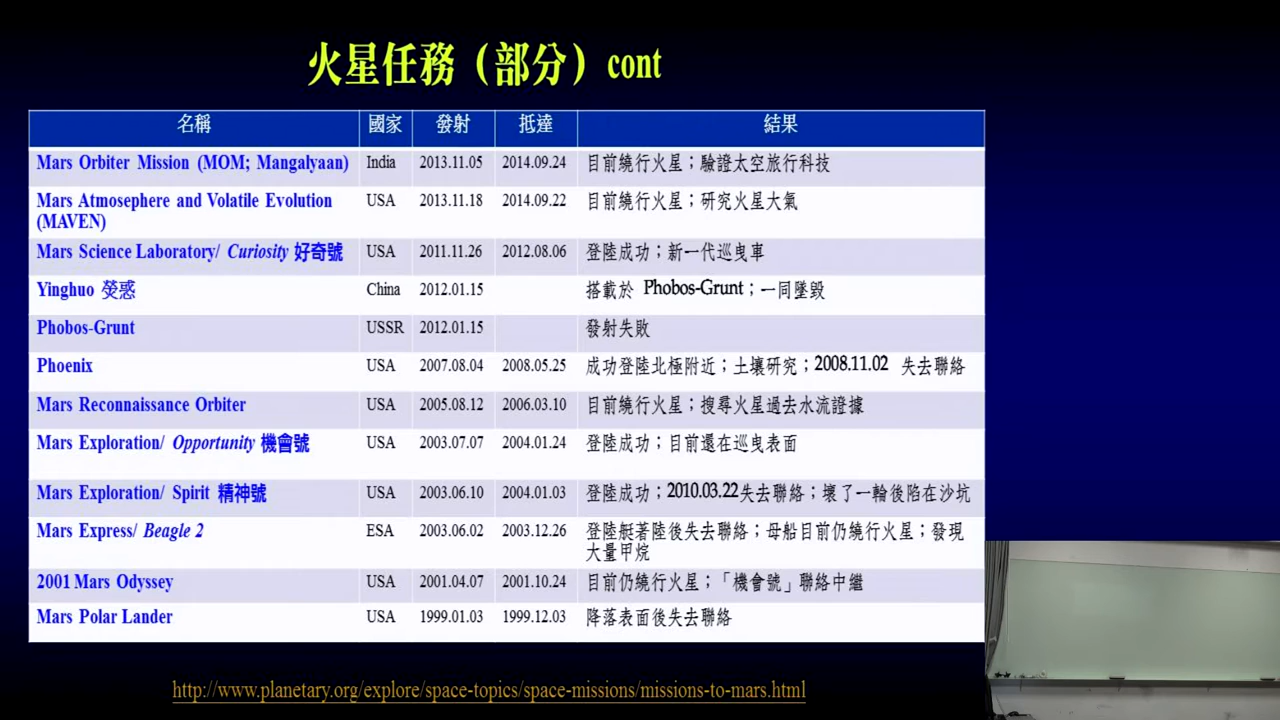 火星任務（部分）cont
名稱 國家 發射 抵達 結果
Mars Orbiter Mission (MOM; Mangalyaan) India 2013.11.05 2014.09.24 目前繞行火星；驗證太空旅行科技
Mars Atmosephere and Volatile Evolution USA 2013.11.18 2014.09.22 目前繞行火星；研究火星大氣
(MAVEN)
Mars Science Laboratory/ Curiosity 好奇號 USA 2011.11.26 2012.08.06 登陸成功；新一代巡曳車
Yinghuo 熒惑 China 2012.01.15 搭載於 Phobos-Grunt；一同墜毀
Phobos-Grunt USSR 2012.01.15 發射失敗
Phoenix USA 2007.08.04 2008.05.25 成功登陸北極附近；土壤研究；2008.11.02 失去聯絡
Mars Reconnaissance Orbiter USA 2005.08.12 2006.03.10 目前繞行火星；搜尋火星過去水流證據
Mars Exploration/ Opportunity 機會號 USA 2003.07.07 2004.01.24 登陸成功；目前還在巡曳表面
Mars Exploration/ Spirit 精神號 USA 2003.06.10 2004.01.03 登陸成功；2010.03.22失去聯絡；壞了一輪後陷在沙坑
Mars Express/ Beagle 2 ESA 2003.06.02 2003.12.26 登陸艇著陸後失去聯絡；母船目前仍繞行火星；發現
大量甲烷
2001 Mars Odyssey USA 2001.04.07 2001.10.24 目前仍繞行火星；「機會號」聯絡中繼
Mars Polar Lander USA 1999.01.03 1999.12.03 降落表面後失去聯絡
http://www.planetary.org/explore/space-topics/space-missions/missions-to-mars.html